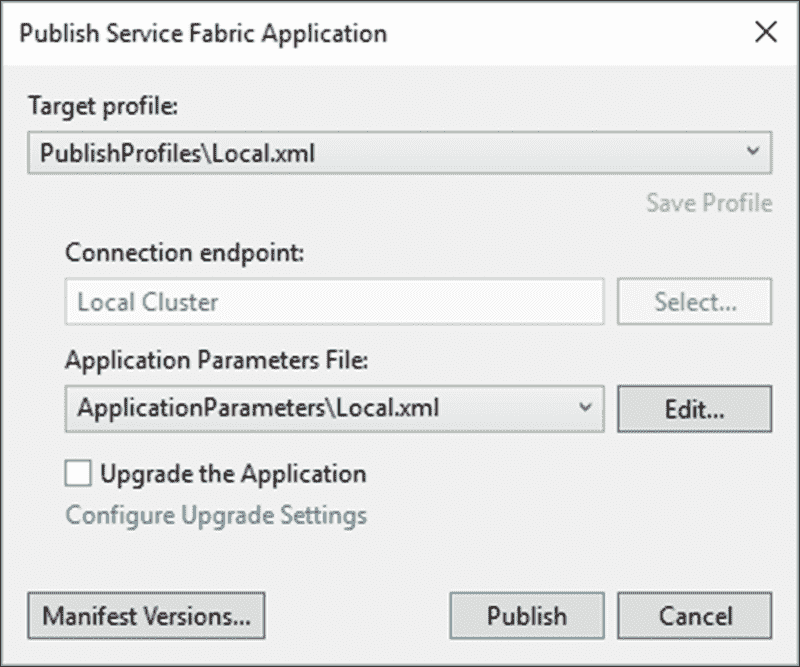 Publish Service Fabric Application
Target profile:
PublishProfiles\Local.xml
Save Profile
Connection endpoint:
Local Cluster
Select...
Application Parameters File:
ApplicationParameters\Local.xml
Edit...
Upgrade the Application
Configure Upgrade Settings
Manifest Versions...
Publish
Cancel